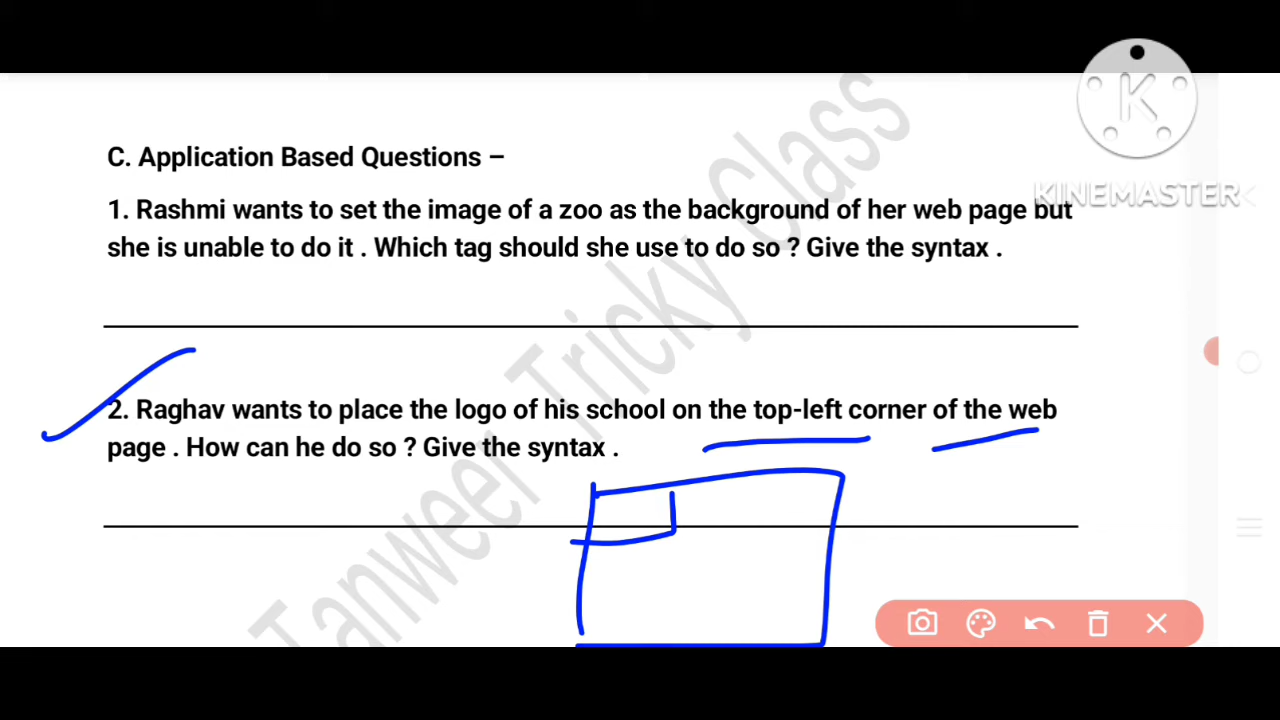 KINEMASTER
C. Application Based Questions –
1. Rashmi wants to set the image of a zoo as the background of her web page but
she is unable to do it . Which tag should she use to do so ? Give the syntax .
2. Raghav wants to place the logo of his school on the top-left corner of the web
page . How can he do so ? Give the syntax .
Tanweer Tricky Class